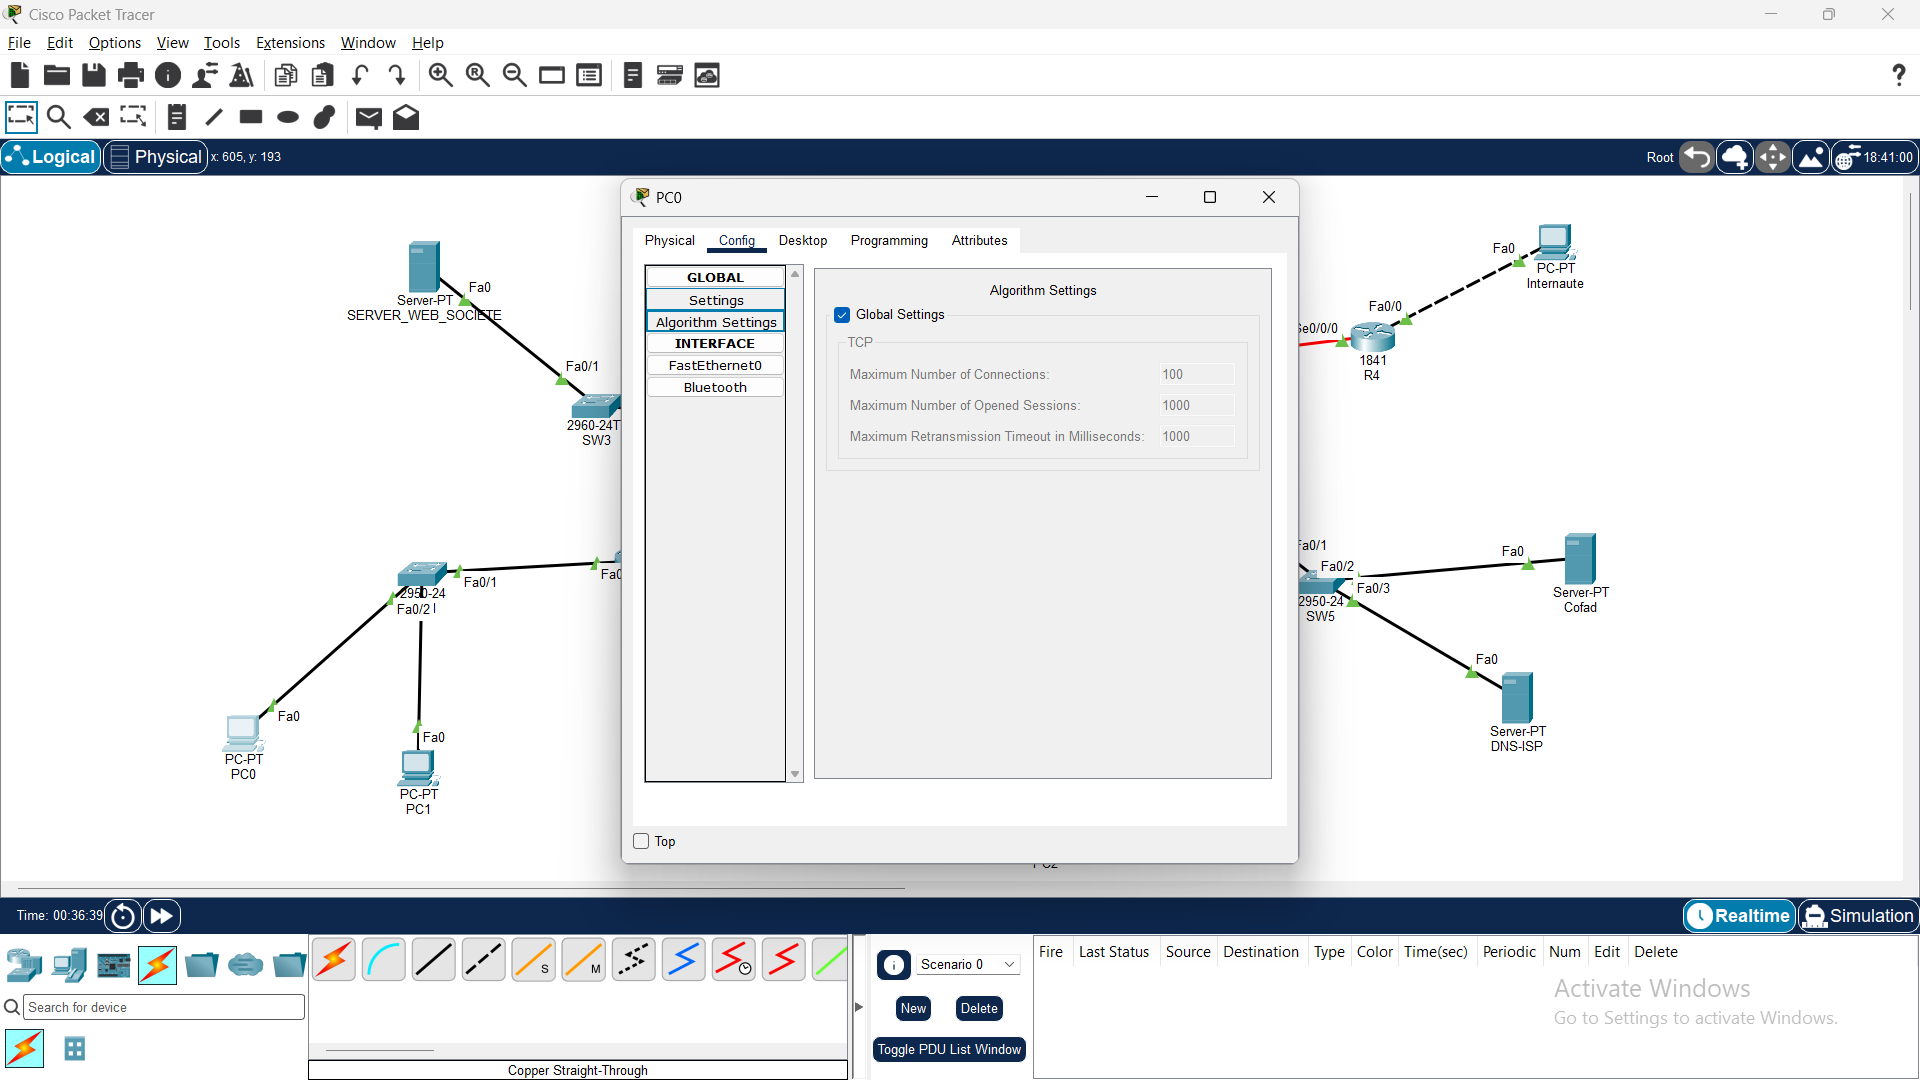 Cisco Packet Tracer
File Edit Options View Tools Extensions Window Help
Logical Physical x: 605, y: 193 Root 18:41:00
PC0
Physical Config Desktop Programming Attributes
GLOBAL
Settings
Algorithm Settings
INTERFACE
FastEthernet0
Bluetooth
Algorithm Settings
Global Settings
TCP
Maximum Number of Connections: 100
Maximum Number of Opened Sessions: 1000
Maximum Retransmission Timeout in Milliseconds: 1000
Top
Fa0
Server-PT
SERVER_WEB_SOCIETE
Fa0/1
2960-24T
SW3
Fa0/1
2950-24
Fa0/2
Fa0
PC-PT
PC0
Fa0
PC-PT
PC1
Fa0
PC-PT
Internaute
Fa0/0
Se0/0/0
1841
R4
Fa0/1
Fa0/2
Fa0/3
2950-24
SW5
Fa0
Server-PT
Cofad
Fa0
Server-PT
DNS-ISP
Time: 00:36:39 Realtime Simulation
Search for device
S
M
Copper Straight-Through
Scenario 0
New Delete
Toggle PDU List Window
Fire Last Status Source Destination Type Color Time(sec) Periodic Num Edit Delete
Activate Windows
Go to Settings to activate Windows.